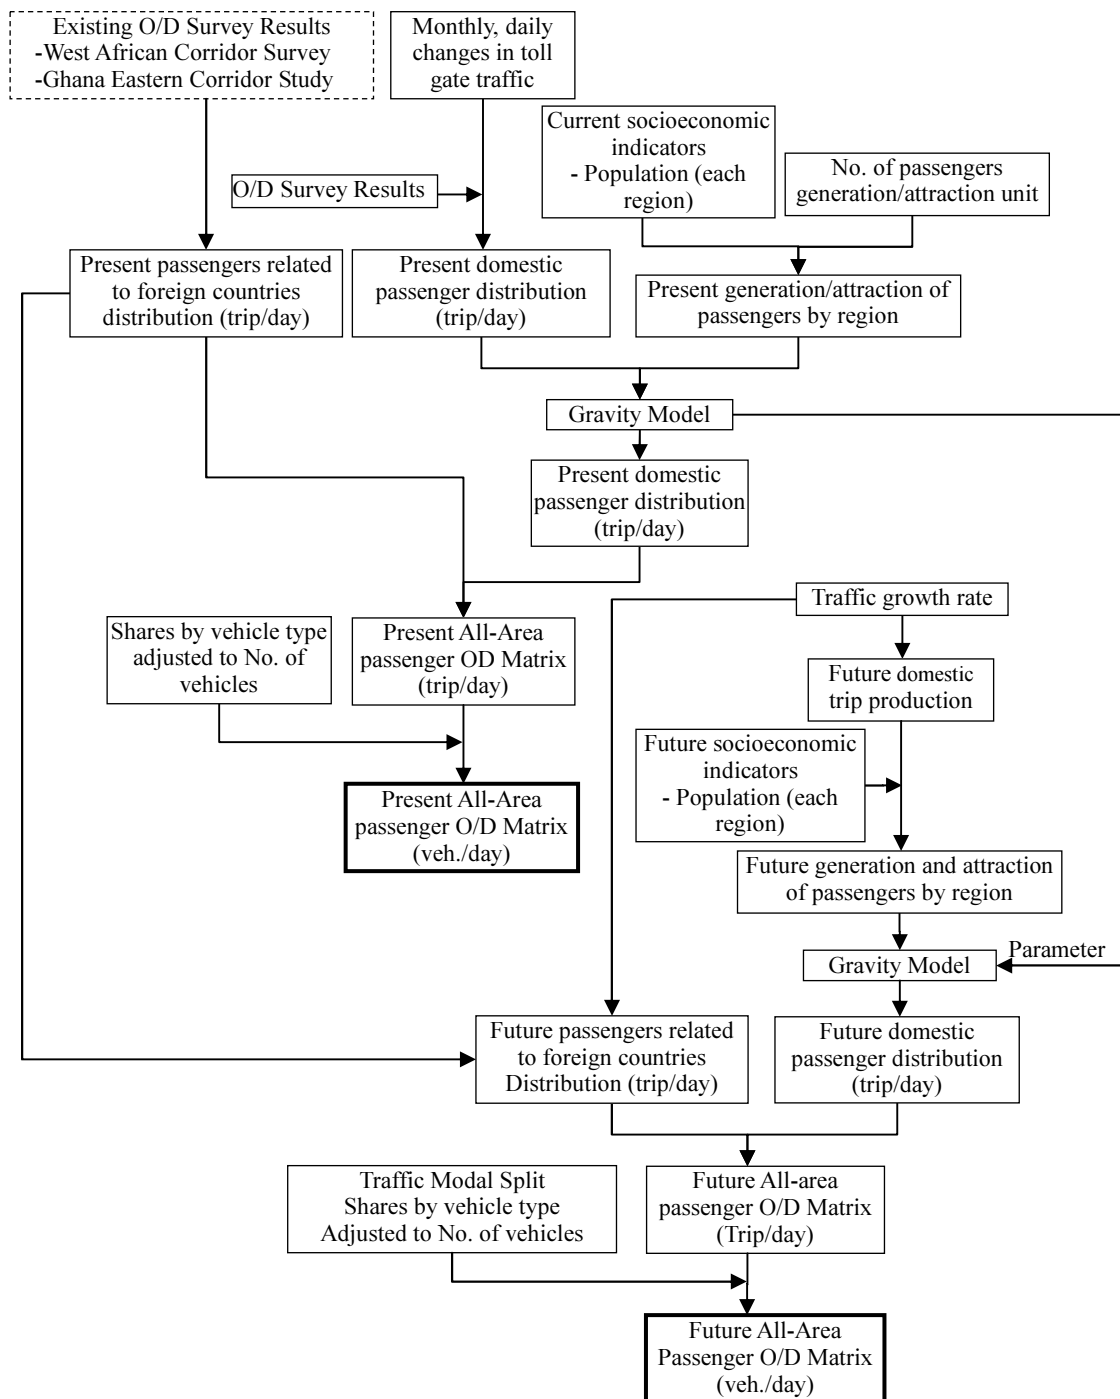 Existing O/D Survey Results
-West African Corridor Survey
-Ghana Eastern Corridor Study
Monthly, daily
changes in toll
gate traffic
Current socioeconomic
indicators
- Population (each
region)
No. of passengers
generation/attraction unit
O/D Survey Results
Present passengers related
to foreign countries
distribution (trip/day)
Present domestic
passenger distribution
(trip/day)
Present generation/attraction of
passengers by region
Gravity Model
Present domestic
passenger distribution
(trip/day)
Traffic growth rate
Shares by vehicle type
adjusted to No. of
vehicles
Present All-Area
passenger OD Matrix
(trip/day)
Future domestic
trip production
Future socioeconomic
indicators
- Population (each
region)
Present All-Area
passenger O/D Matrix
(veh./day)
Future generation and attraction
of passengers by region
Gravity Model
Parameter
Future passengers related
to foreign countries
Distribution (trip/day)
Future domestic
passenger distribution
(trip/day)
Traffic Modal Split
Shares by vehicle type
Adjusted to No. of vehicles
Future All-area
passenger O/D Matrix
(Trip/day)
Future All-Area
Passenger O/D Matrix
(veh./day)